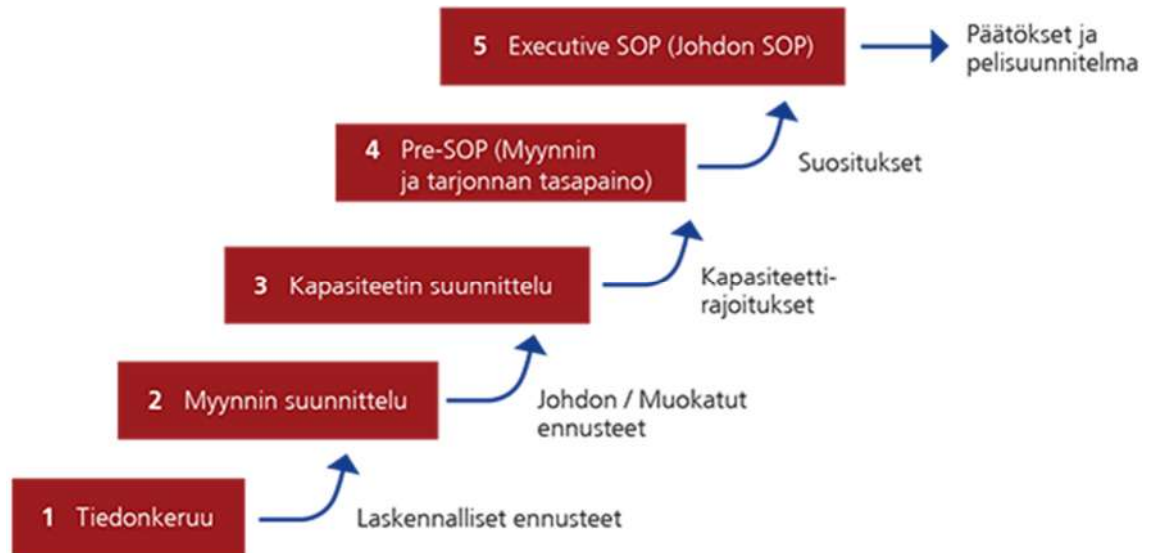 5 Executive SOP (Johdon SOP)
Päätökset ja
pelisuunnitelma
4 Pre-SOP (Myynnin
ja tarjonnan tasapaino)
Suositukset
3 Kapasiteetin suunnittelu
Kapasiteetti-
rajoitukset
2 Myynnin suunnittelu
Johdon / Muokatut
ennusteet
1 Tiedonkeruu
Laskennalliset ennusteet